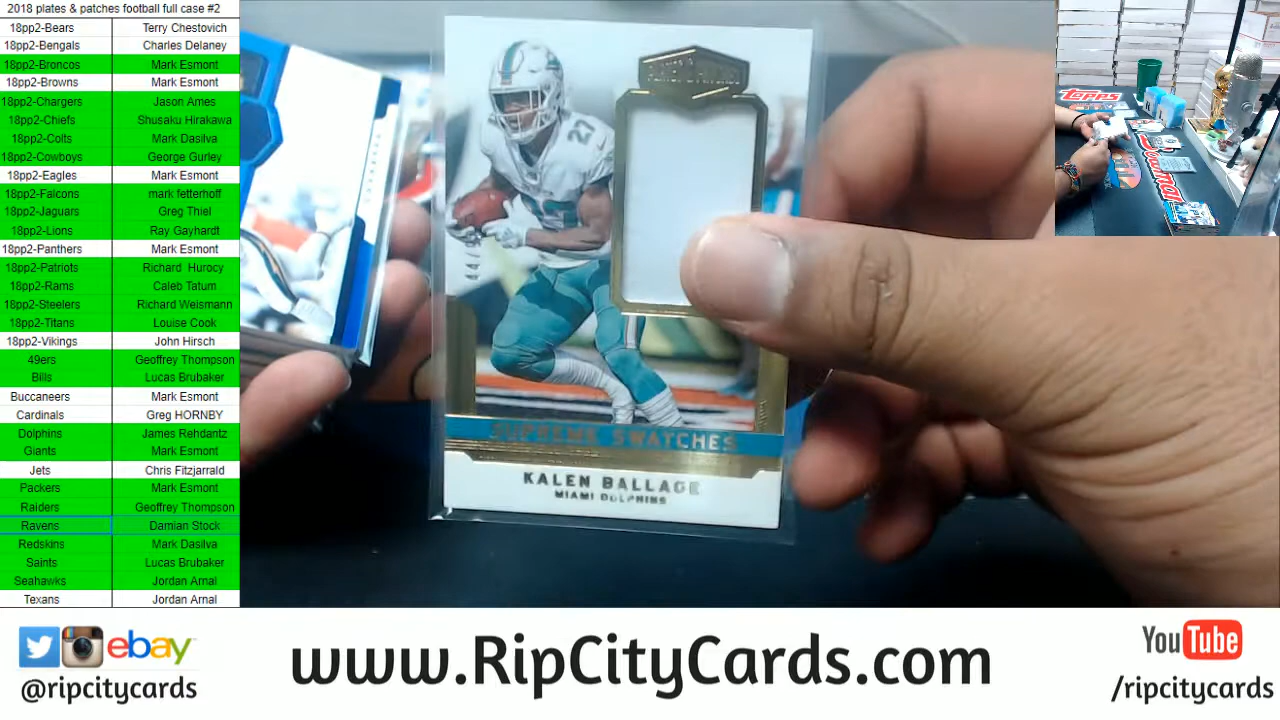 2018 plates & patches football full case #2
18pp2-Bears Terry Chestovich
18pp2-Bengals Charles Delaney
18pp2-Broncos Mark Esmont
18pp2-Browns Mark Esmont
18pp2-Chargers Jason Ames
18pp2-Chiefs Shusaku Hirakawa
18pp2-Colts Mark Dasilva
18pp2-Cowboys George Gurley
18pp2-Eagles Mark Esmont
18pp2-Falcons mark fetterhoff
18pp2-Jaguars Greg Thiel
18pp2-Lions Ray Gayhardt
18pp2-Panthers Mark Esmont
18pp2-Patriots Richard Hurocy
18pp2-Rams Caleb Tatum
18pp2-Steelers Richard Weismann
18pp2-Titans Louise Cook
18pp2-Vikings John Hirsch
49ers Geoffrey Thompson
Bills Lucas Brubaker
Buccaneers Mark Esmont
Cardinals Greg HORNBY
Dolphins James Rehdantz
Giants Mark Esmont
Jets Chris Fitzjarrald
Packers Mark Esmont
Raiders Geoffrey Thompson
Ravens Damian Stock
Redskins Mark Dasilva
Saints Lucas Brubaker
Seahawks Jordan Arnal
Texans Jordan Arnal
27
SUPREME SWATCHES
KALEN BALLAGE
MIAMI DOLPHINS
Topps
ebay
@ripcitycards
www.RipCityCards.com
YouTube
/ripcitycards